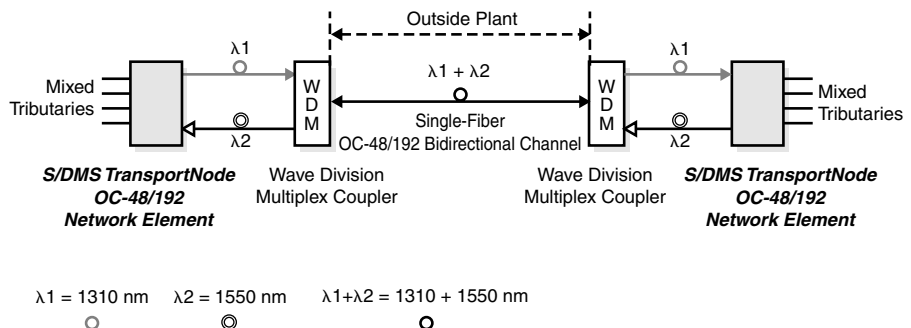 Outside Plant
λ1
λ1
Mixed
Tributaries
W
D
M
λ1 + λ2
W
D
M
Mixed
Tributaries
λ2
Single-Fiber
OC-48/192 Bidirectional Channel
λ2
S/DMS TransportNode
OC-48/192
Network Element
Wave Division
Multiplex Coupler
Wave Division
Multiplex Coupler
S/DMS TransportNode
OC-48/192
Network Element
λ1 = 1310 nm
λ2 = 1550 nm
λ1+λ2 = 1310 + 1550 nm